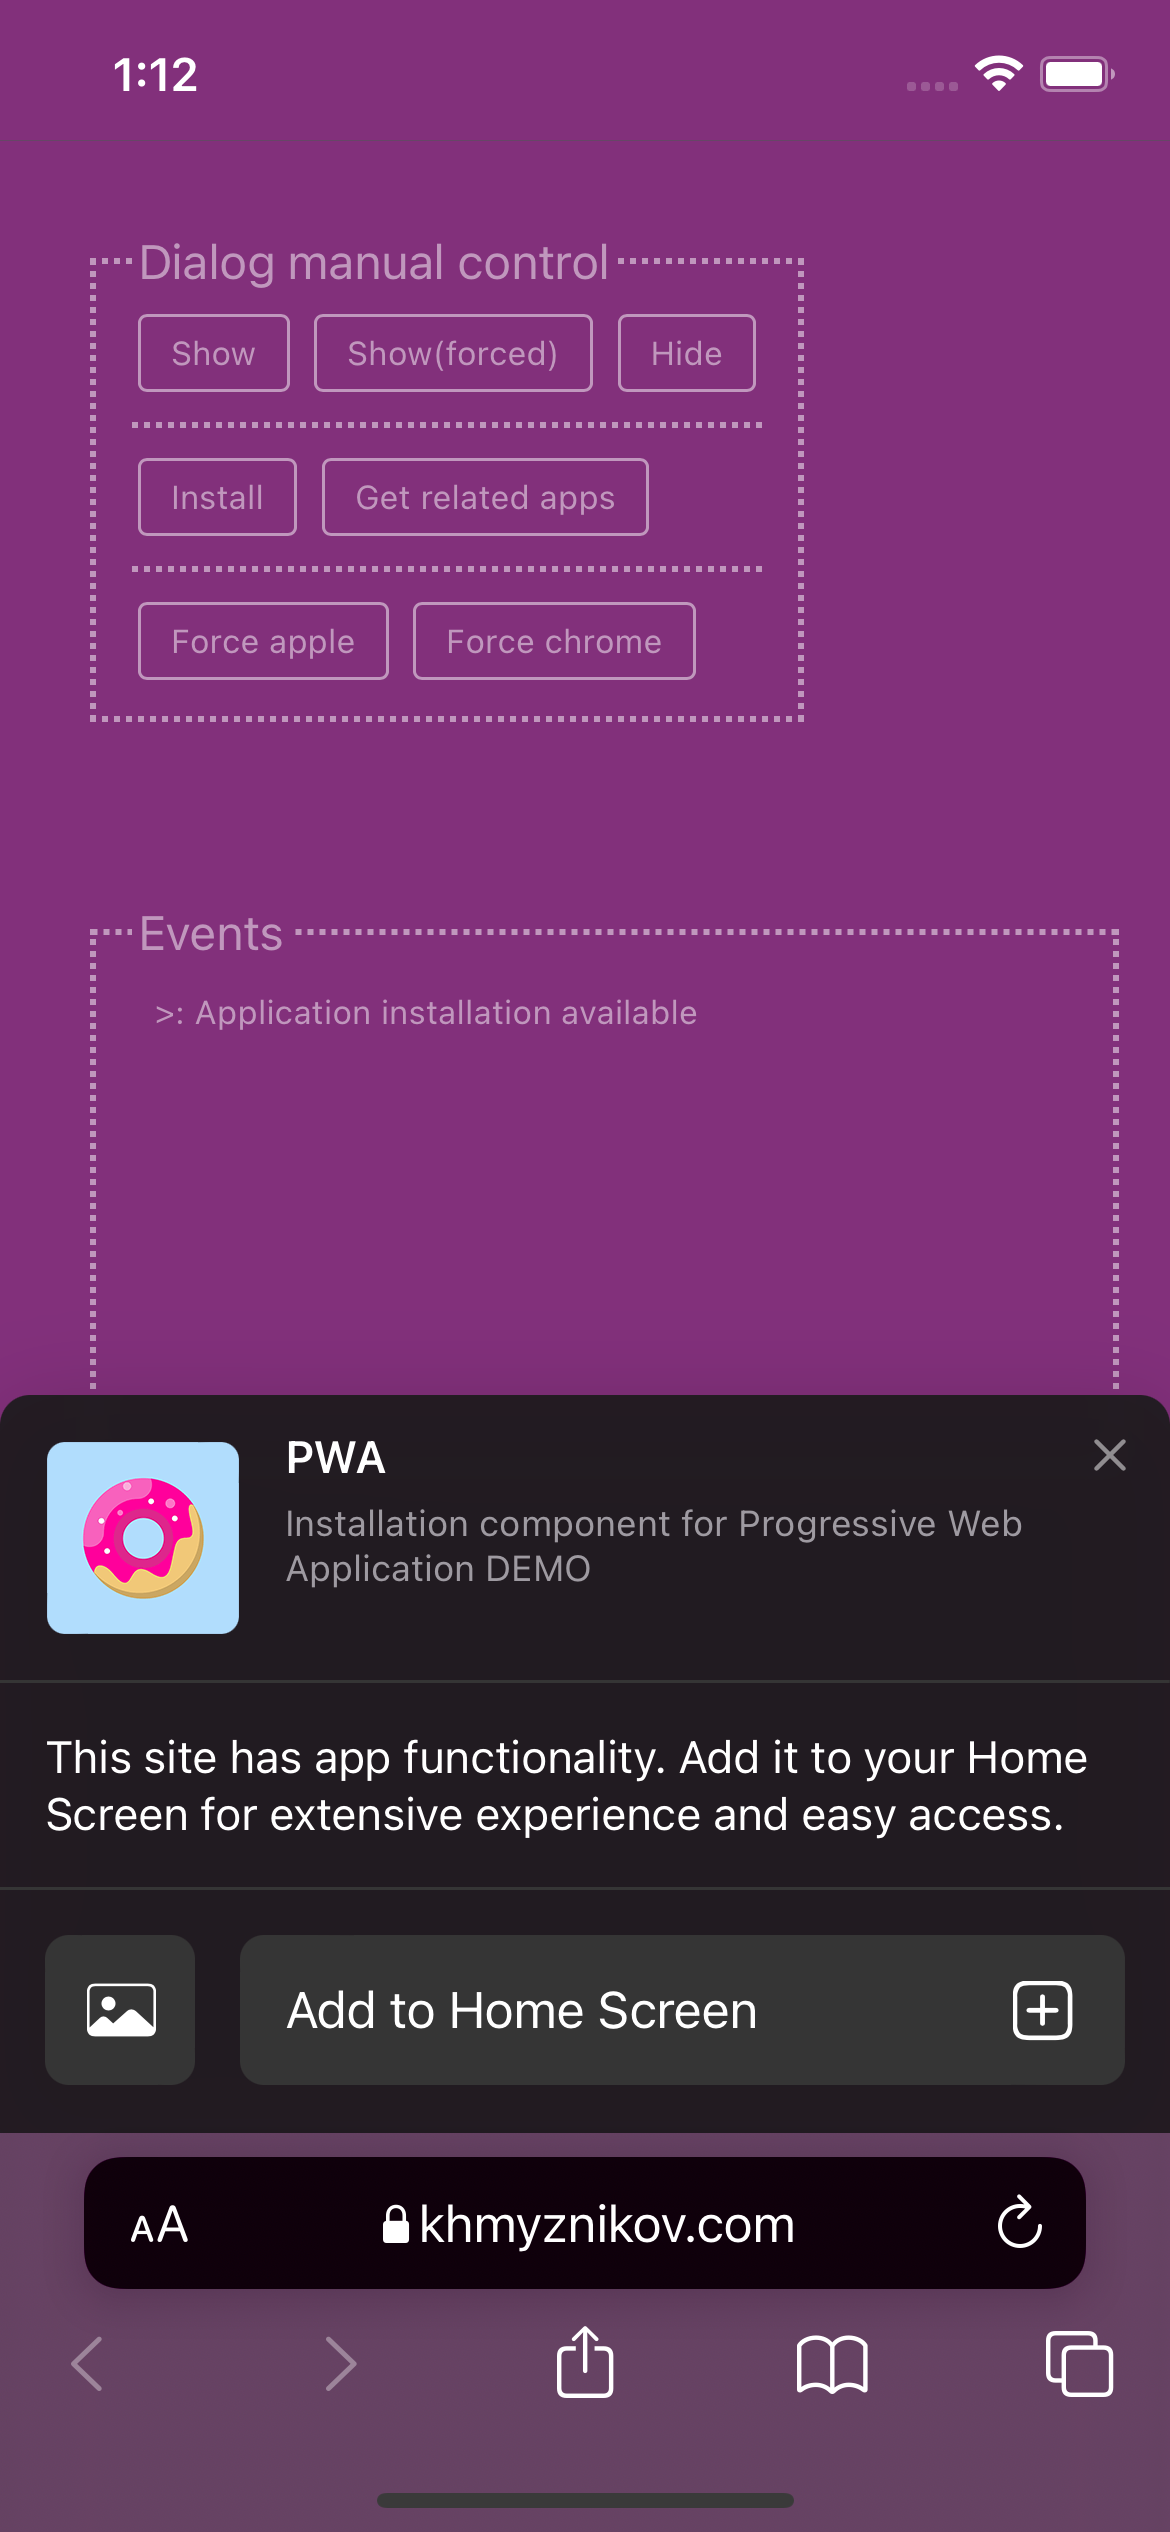 1:12
Dialog manual control
Show Show(forced) Hide
Install Get related apps
Force apple Force chrome
Events
>: Application installation available
PWA
Installation component for Progressive Web
Application DEMO
This site has app functionality. Add it to your Home
Screen for extensive experience and easy access.
Add to Home Screen
AA khmyznikov.com